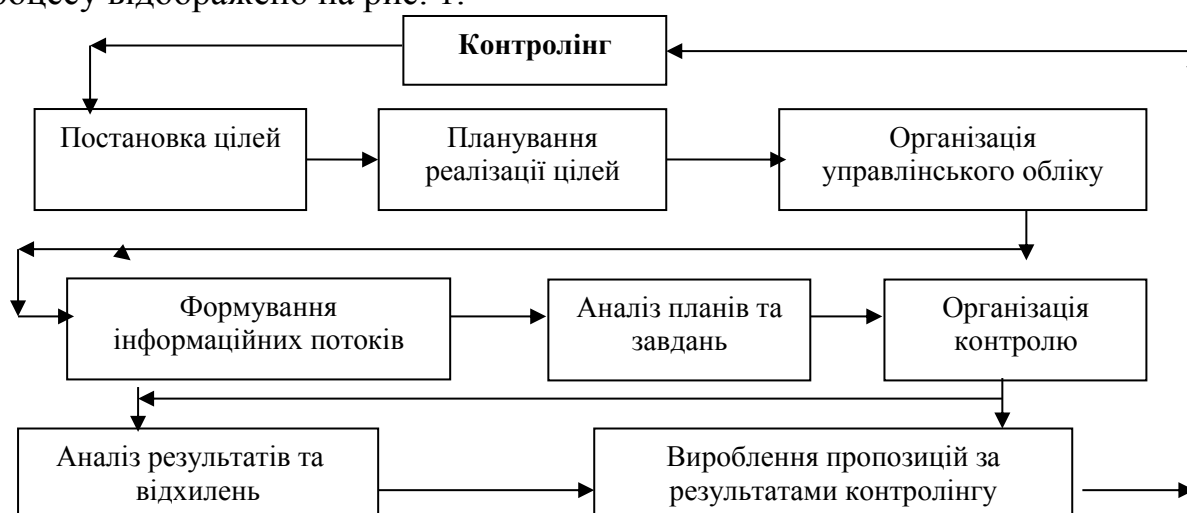 оцесу відображено на рис. 1.
Контролінг
Постановка цілей
Планування
реалізації цілей
Організація
управлінського обліку
Формування
інформаційних потоків
Аналіз планів та
завдань
Організація
контролю
Аналіз результатів та
відхилень
Вироблення пропозицій за
результатами контролінгу